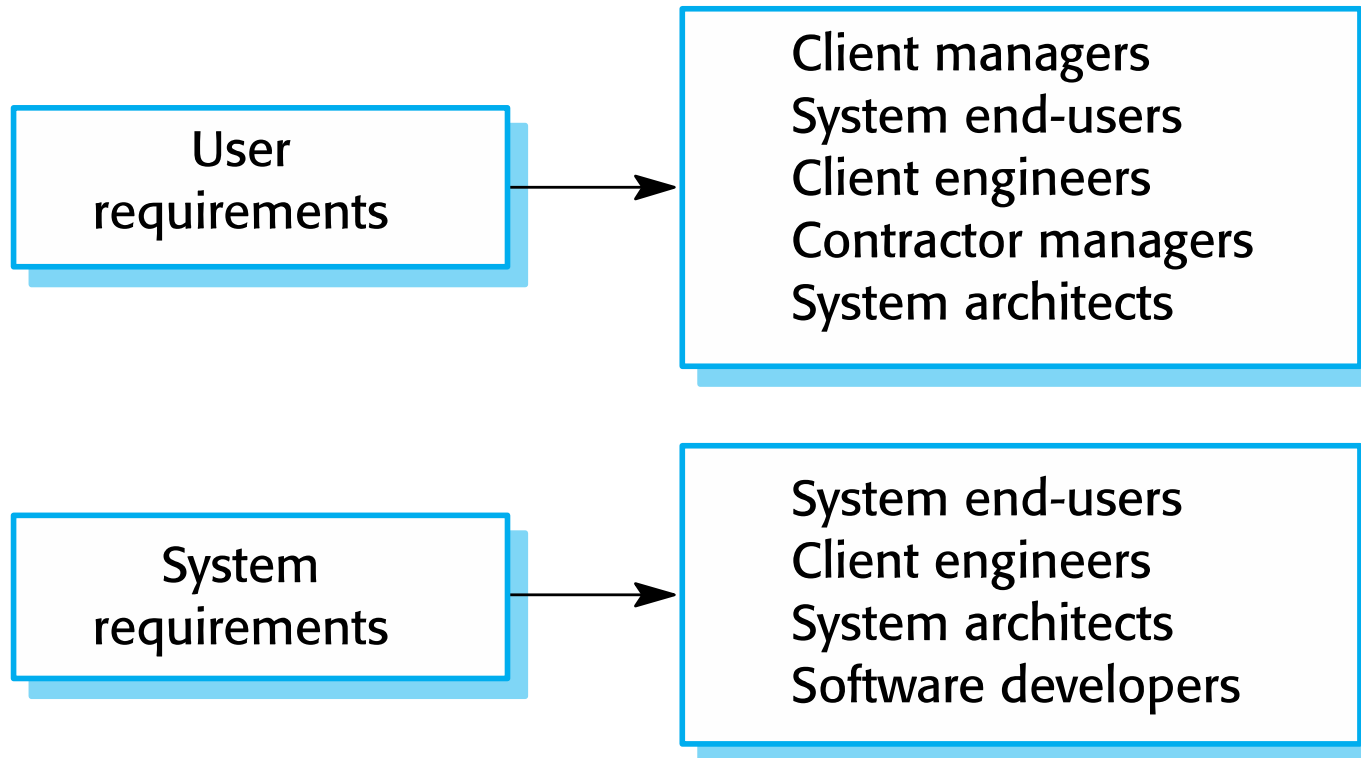 User
requirements
Client managers
System end-users
Client engineers
Contractor managers
System architects
System
requirements
System end-users
Client engineers
System architects
Software developers